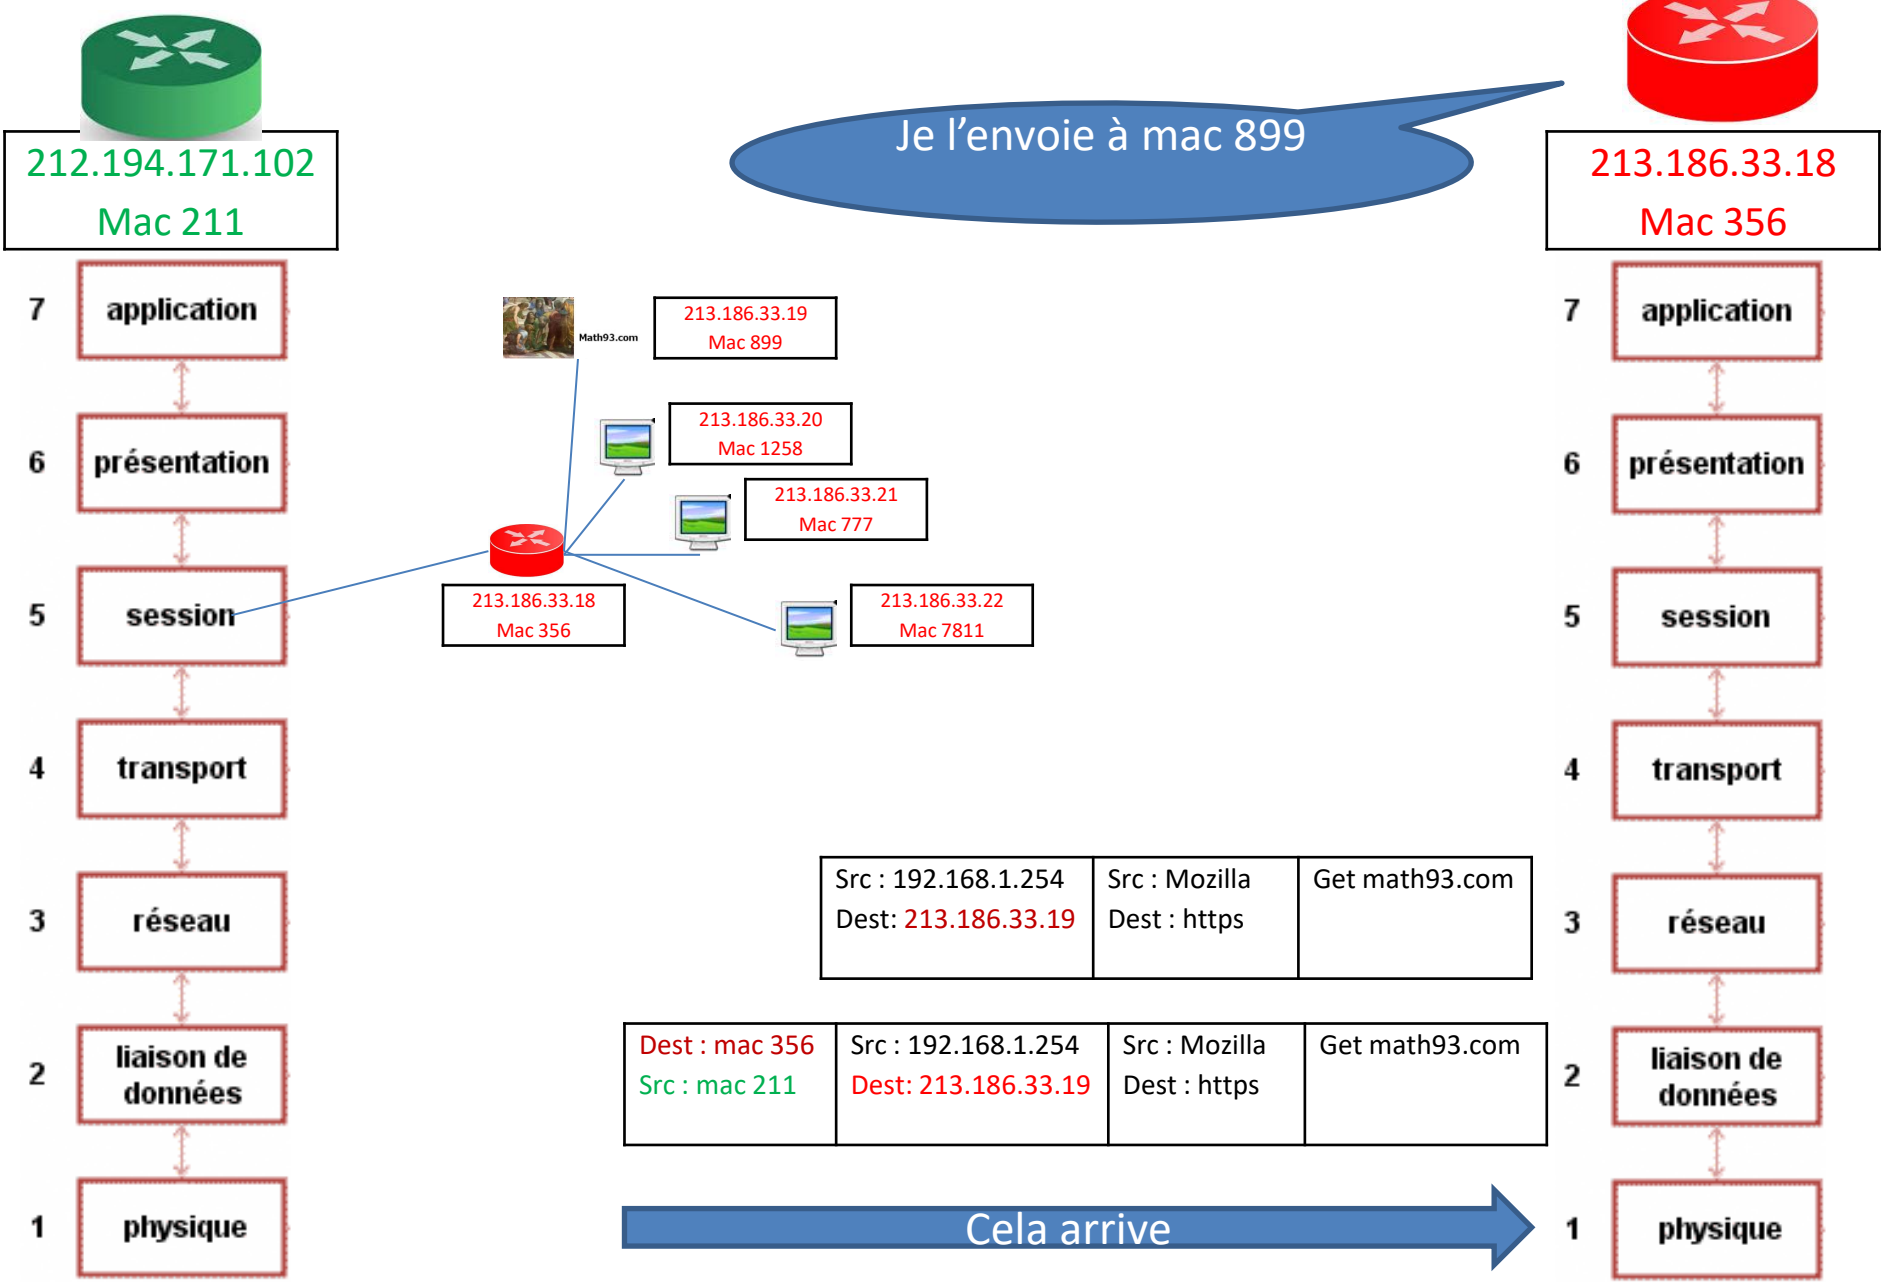 Je l’envoie à mac 899
212.194.171.102
Mac 211
213.186.33.18
Mac 356
7
application
6
présentation
5
session
4
transport
3
réseau
2
liaison de
données
1
physique
Math93.com
213.186.33.19
Mac 899
213.186.33.20
Mac 1258
213.186.33.21
Mac 777
213.186.33.18
Mac 356
213.186.33.22
Mac 7811
Src : 192.168.1.254
Dest: 213.186.33.19
Src : Mozilla
Dest : https
Get math93.com
Dest : mac 356
Src : mac 211
Src : 192.168.1.254
Dest: 213.186.33.19
Src : Mozilla
Dest : https
Get math93.com
Cela arrive
7
application
6
présentation
5
session
4
transport
3
réseau
2
liaison de
données
1
physique